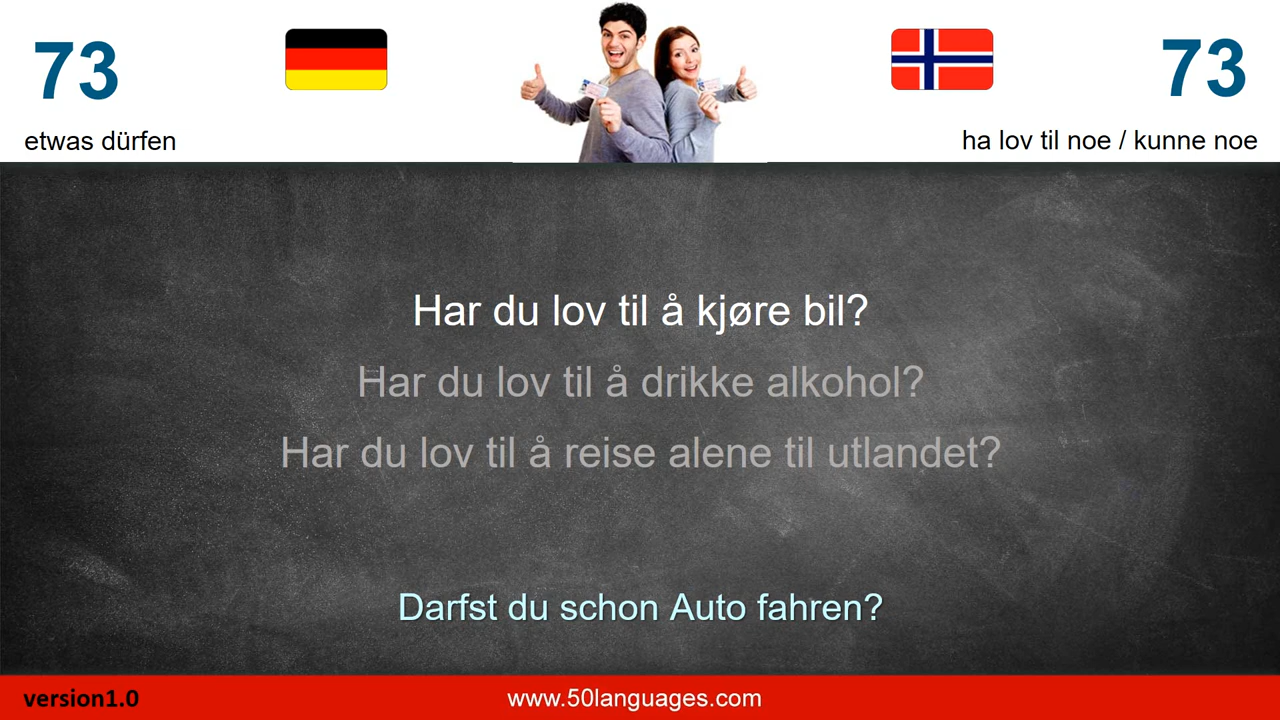 73
73
etwas dürfen
ha lov til noe / kunne noe
Har du lov til å kjøre bil?
Har du lov til å drikke alkohol?
Har du lov til å reise alene til utlandet?
Darfst du schon Auto fahren?
version1.0
www.50languages.com